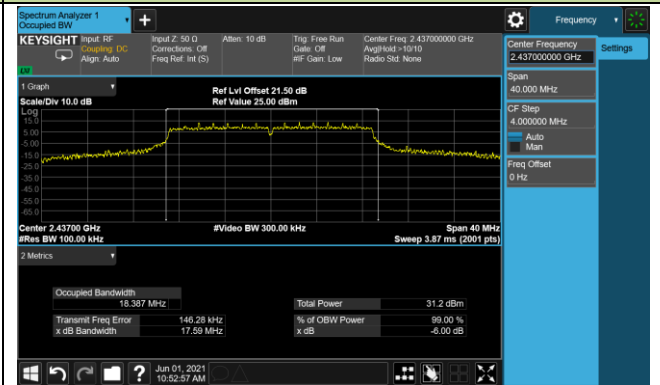 Spectrum Analyzer 1
Occupied BW
Frequency
KEYSIGHT
Input: RF
Coupling: DC
Align: Auto
Input Z: 50 Ω
Corrections: Off
Freq Ref: Int (S)
Atten: 10 dB
Trig: Free Run
Gate: Off
#IF Gain: Low
Center Freq: 2.437000000 GHz
Avg|Hold:>10/10
Radio Std: None
Center Frequency
2.437000000 GHz
Settings
Span
40.000 MHz
CF Step
4.000000 MHz
Auto
Man
Freq Offset
0 Hz
1 Graph
Scale/Div 10.0 dB
Ref Lvl Offset 21.50 dB
Ref Value 25.00 dBm
Log
15.0
5.00
-5.00
-15.0
-25.0
-35.0
-45.0
-55.0
-65.0
Center 2.43700 GHz
#Video BW 300.00 kHz
Span 40 MHz
#Res BW 100.00 kHz
Sweep 3.87 ms (2001 pts)
2 Metrics
Occupied Bandwidth
18.387 MHz
Total Power 31.2 dBm
Transmit Freq Error 146.28 kHz
% of OBW Power 99.00 %
x dB Bandwidth 17.59 MHz
x dB -6.00 dB
?
Jun 01, 2021
10:52:57 AM